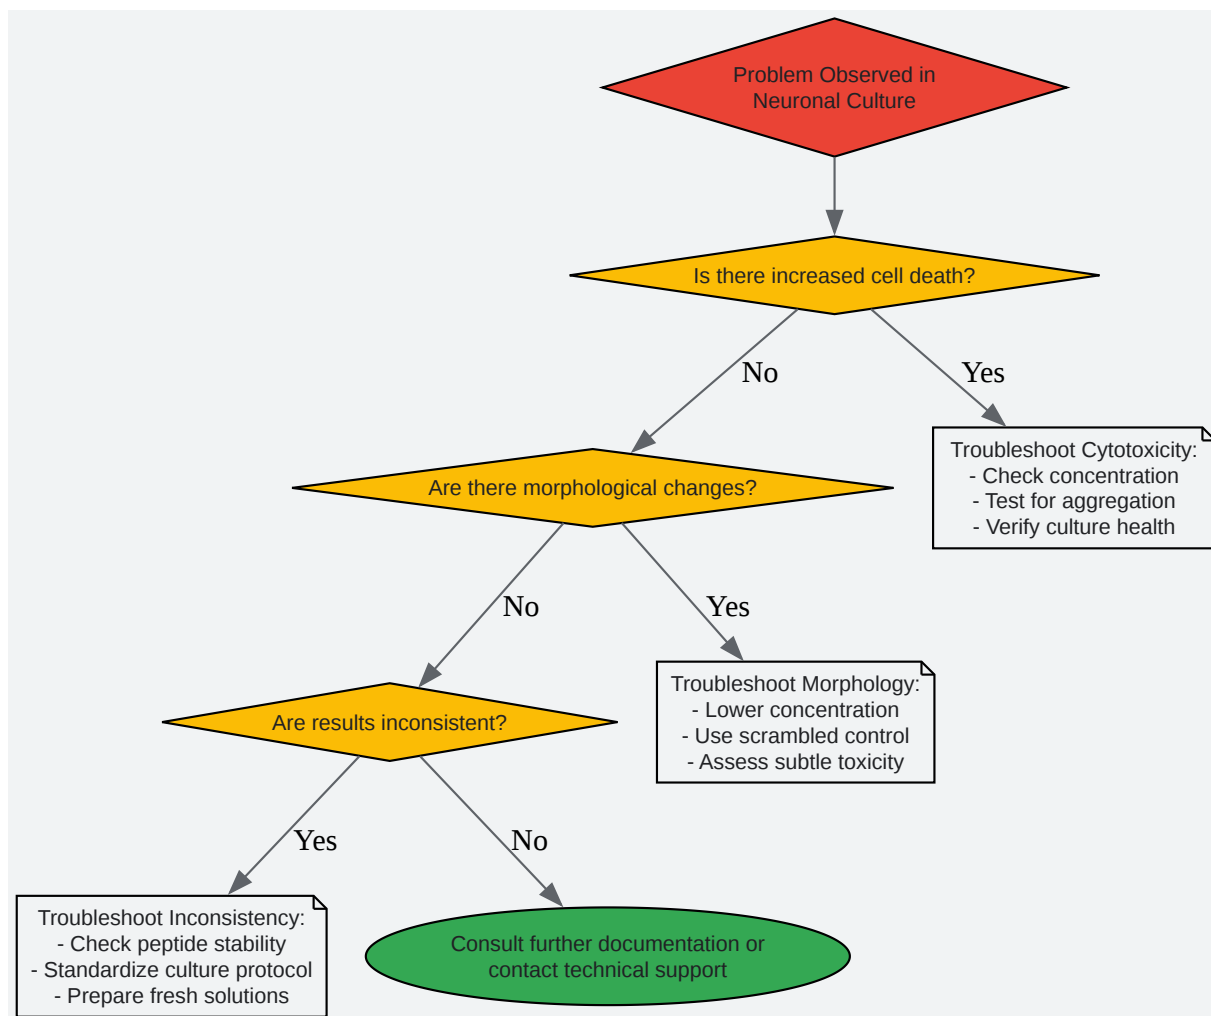 Problem Observed in
Neuronal Culture
Is there increased cell death?
No
Yes
Troubleshoot Cytotoxicity:
- Check concentration
- Test for aggregation
- Verify culture health
Are there morphological changes?
No
Yes
Troubleshoot Morphology:
- Lower concentration
- Use scrambled control
- Assess subtle toxicity
Are results inconsistent?
Yes
No
Troubleshoot Inconsistency:
- Check peptide stability
- Standardize culture protocol
- Prepare fresh solutions
Consult further documentation or
contact technical support